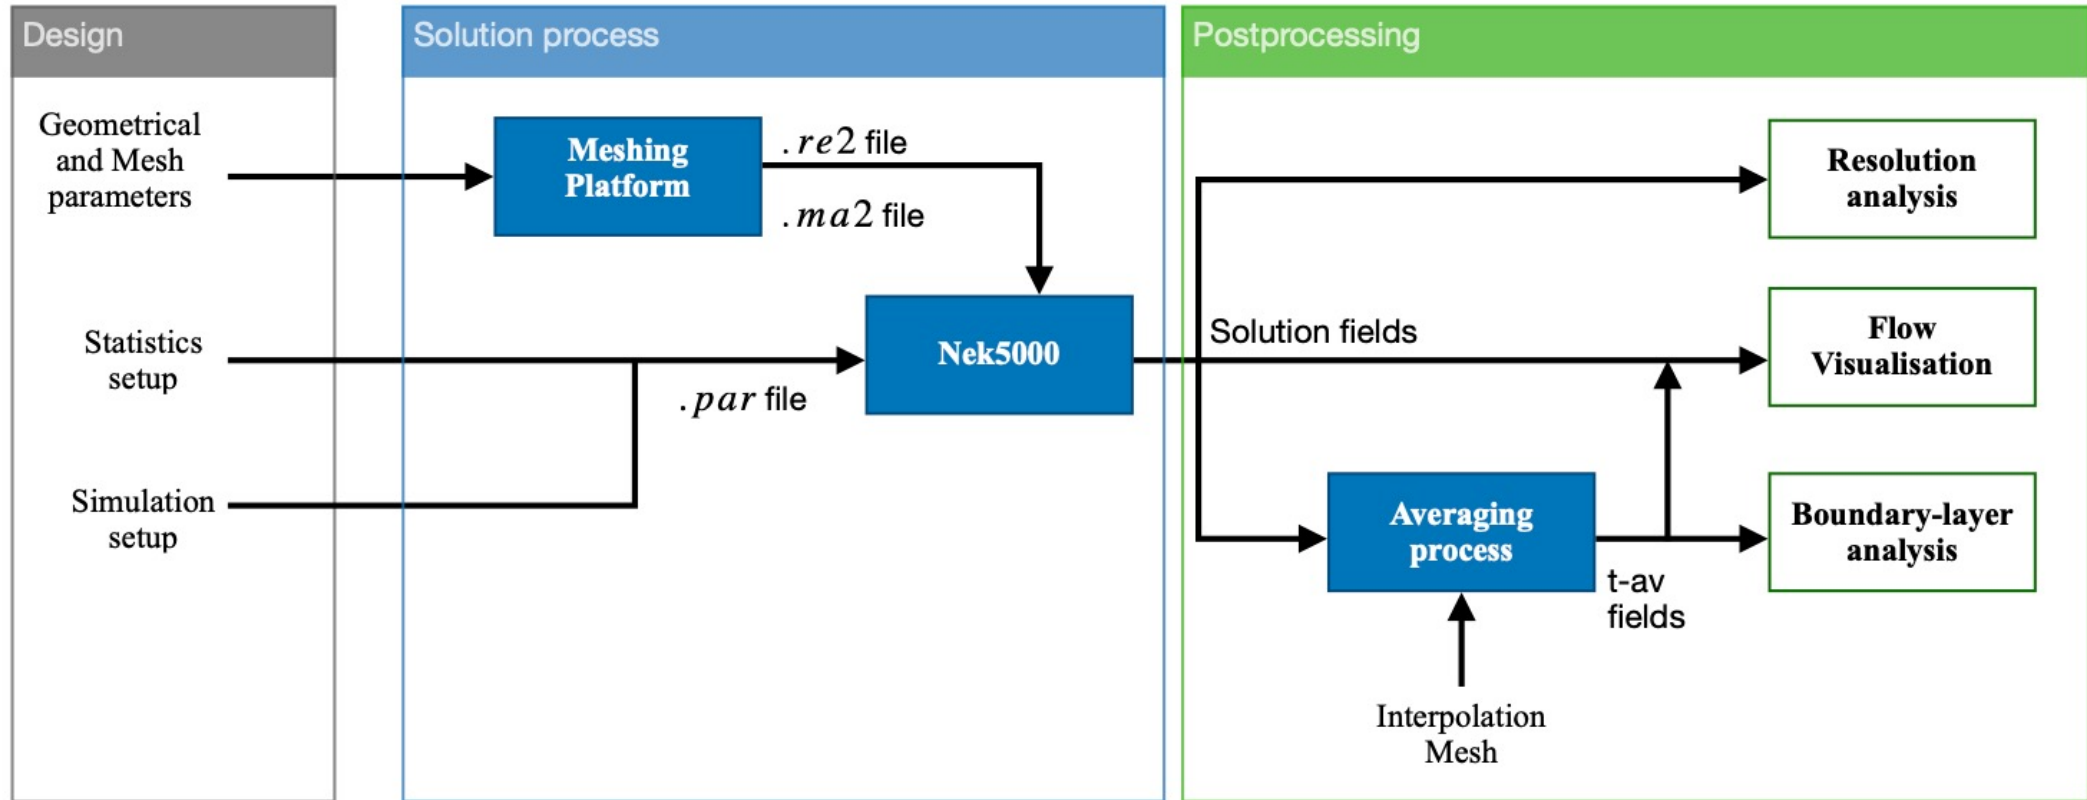 Design
Geometrical
and Mesh
parameters
Statistics
setup
Simulation
setup
Solution process
Meshing
Platform
.re2 file
.ma2 file
.par file
Nek5000
Postprocessing
Solution fields
Resolution
analysis
Flow
Visualisation
Averaging
process
t-av
fields
Boundary-layer
analysis
Interpolation
Mesh